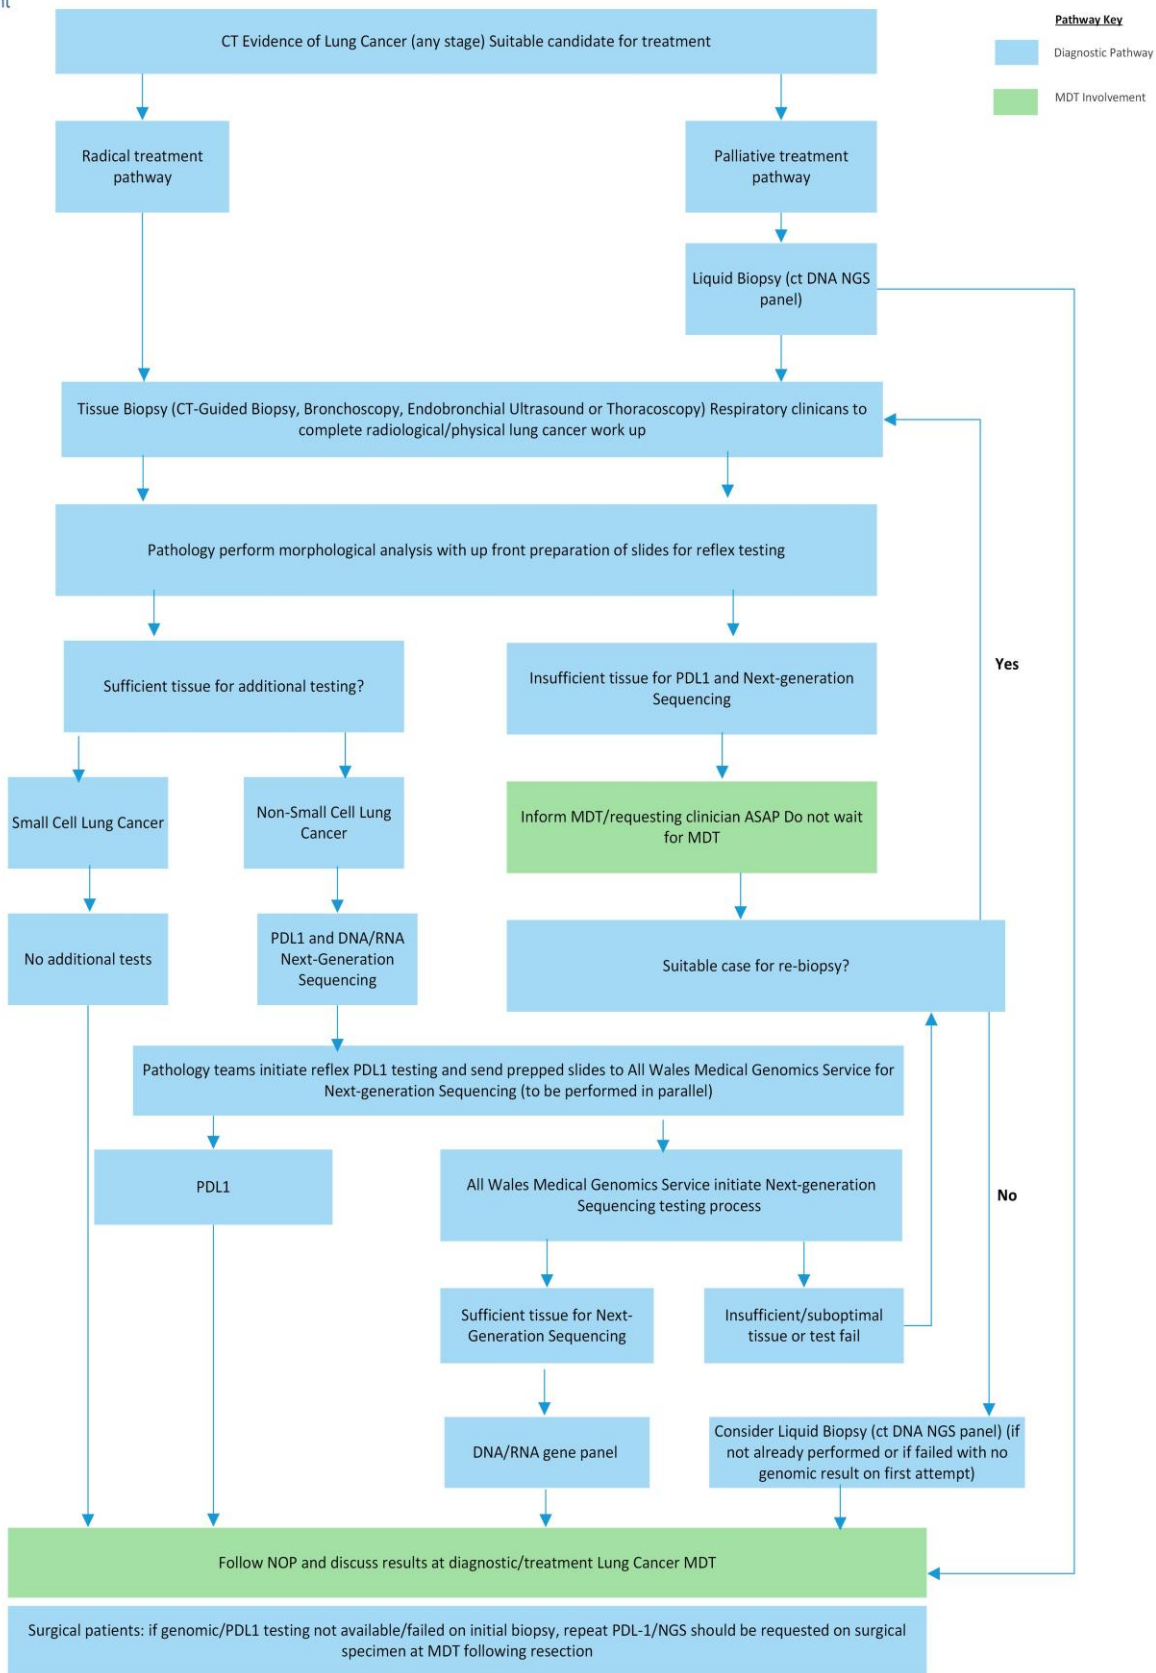 Pathway Key
Diagnostic Pathway
MDT Involvement
CT Evidence of Lung Cancer (any stage) Suitable candidate for treatment
Radical treatment
pathway
Palliative treatment
pathway
Liquid Biopsy (ct DNA NGS
panel)
Tissue Biopsy (CT-Guided Biopsy, Bronchoscopy, Endobronchial Ultrasound or Thoracoscopy) Respiratory clinicans to
complete radiological/physical lung cancer work up
Pathology perform morphological analysis with up front preparation of slides for reflex testing
Sufficient tissue for additional testing?
Insufficient tissue for PDL1 and Next-generation
Sequencing
Yes
Small Cell Lung Cancer
Non-Small Cell Lung
Cancer
Inform MDT/requesting clinician ASAP Do not wait
for MDT
No additional tests
PDL1 and DNA/RNA
Next-Generation
Sequencing
Suitable case for re-biopsy?
Pathology teams initiate reflex PDL1 testing and send prepped slides to All Wales Medical Genomics Service for
Next-generation Sequencing (to be performed in parallel)
PDL1
All Wales Medical Genomics Service initiate Next-generation
Sequencing testing process
No
Sufficient tissue for Next-
Generation Sequencing
Insufficient/suboptimal
tissue or test fail
DNA/RNA gene panel
Consider Liquid Biopsy (ct DNA NGS panel) (if
not already performed or if failed with no
genomic result on first attempt)
Follow NOP and discuss results at diagnostic/treatment Lung Cancer MDT
Surgical patients: if genomic/PDL1 testing not available/failed on initial biopsy, repeat PDL-1/NGS should be requested on surgical
specimen at MDT following resection